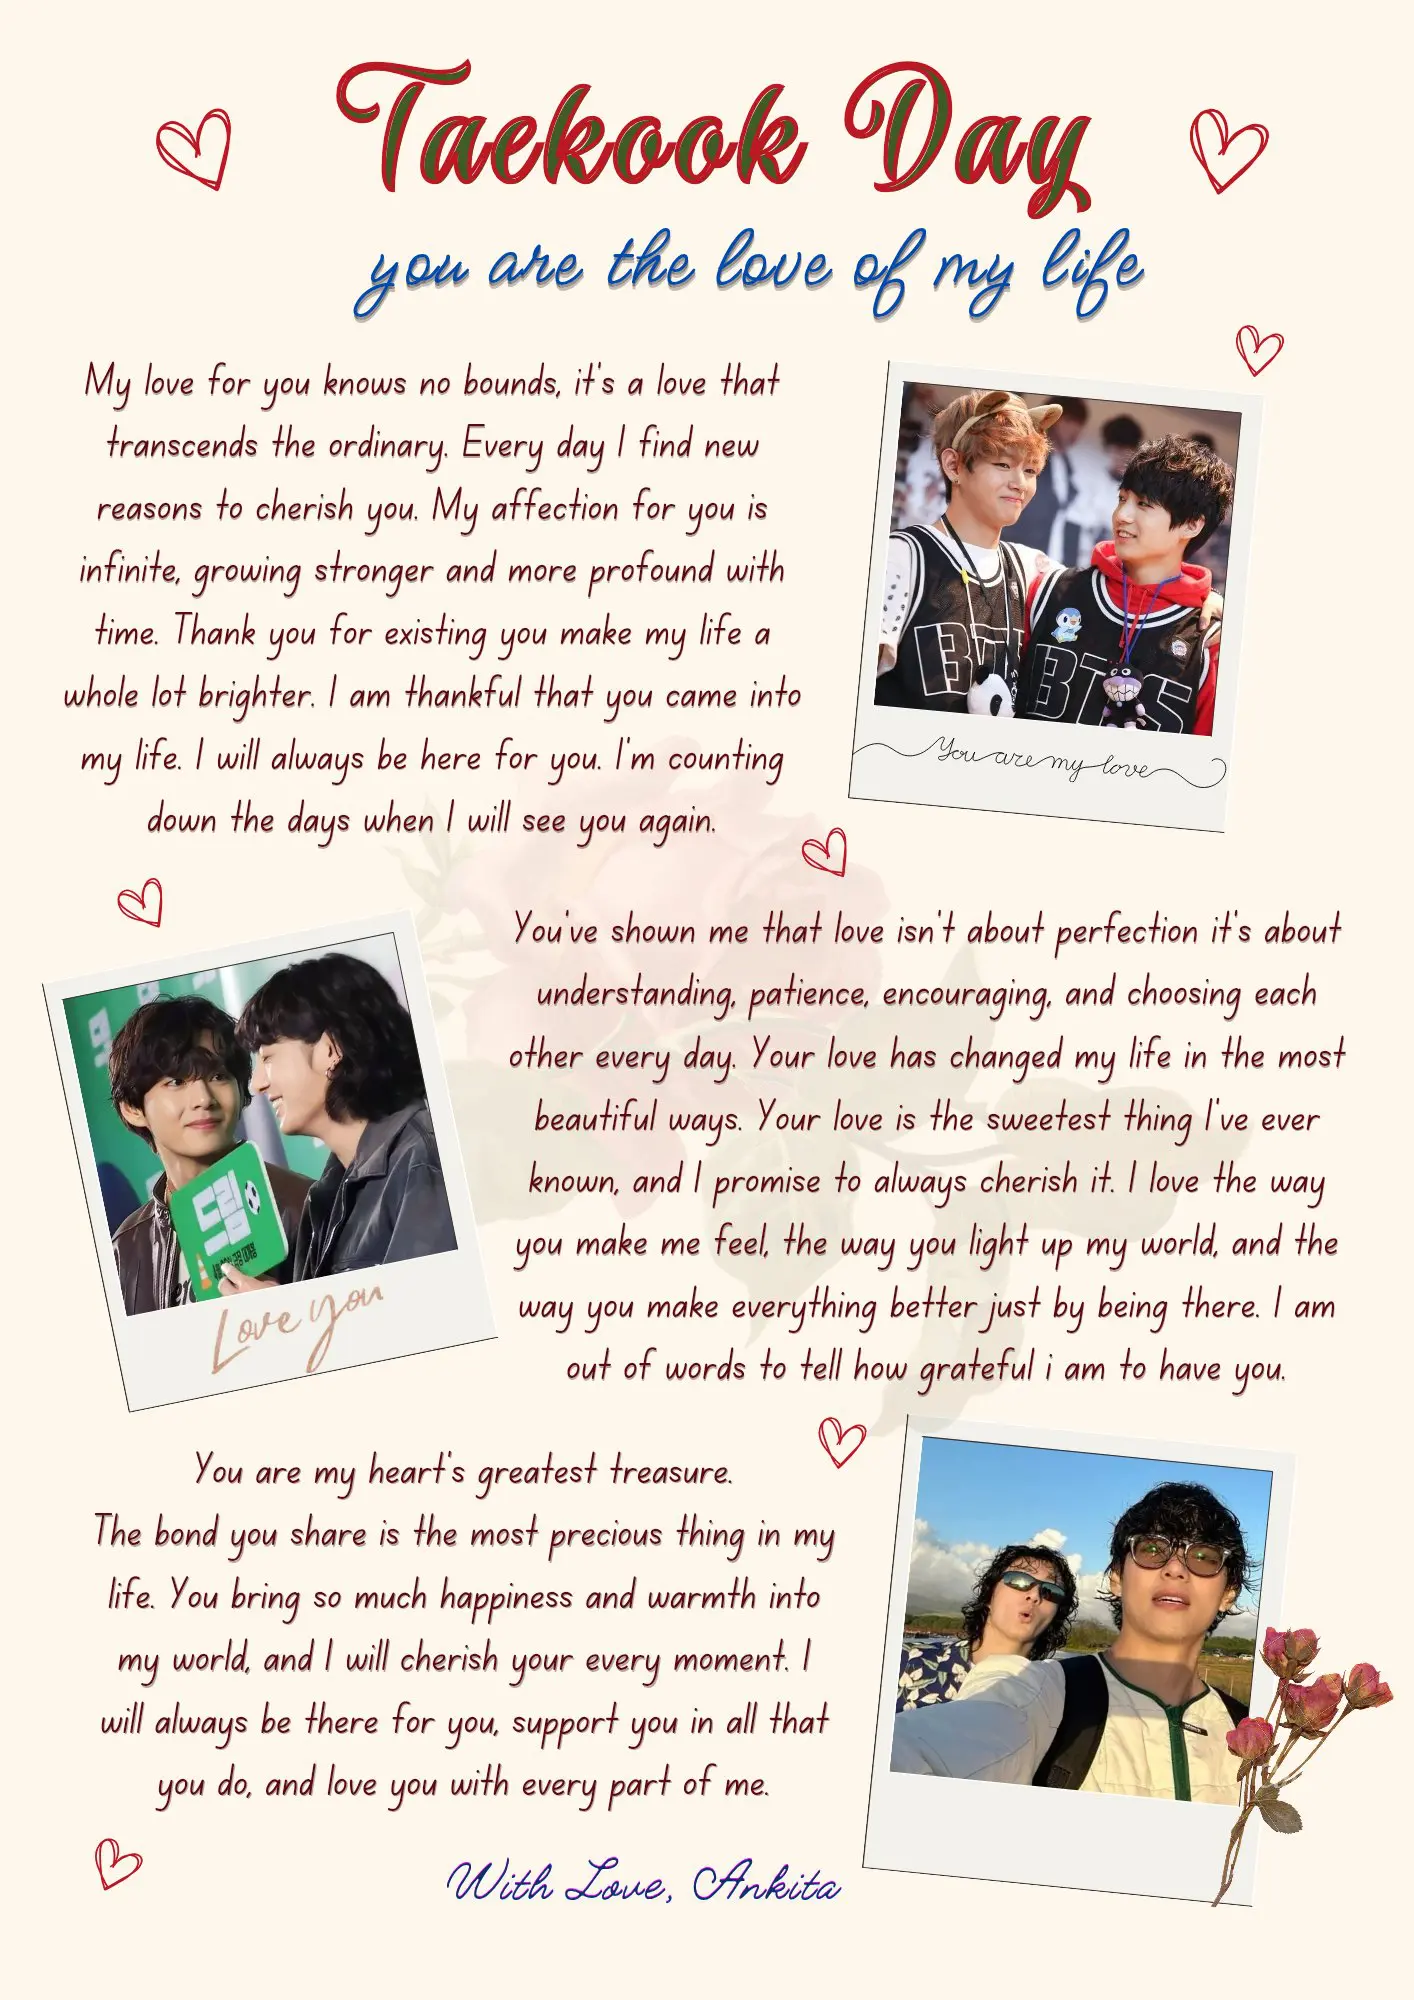 Taekook Day
you are the love of my life
My love for you knows no bounds, it's a love that
transcends the ordinary. Every day I find new
reasons to cherish you. My affection for you is
infinite, growing stronger and more profound with
time. Thank you for existing you make my life a
whole lot brighter. I am thankful that you came into
my life. I will always be here for you. I'm counting
down the days when I will see you again.
BTS
BTS
You are my love
You've shown me that love isn't about perfection it's about
understanding, patience, encouraging, and choosing each
other every day. Your love has changed my life in the most
beautiful ways. Your love is the sweetest thing I've ever
known, and I promise to always cherish it. I love the way
you make me feel, the way you light up my world, and the
way you make everything better just by being there. I am
out of words to tell how grateful i am to have you.
드림
Love you
You are my heart's greatest treasure.
The bond you share is the most precious thing in my
life. You bring so much happiness and warmth into
my world, and I will cherish your every moment. I
will always be there for you, support you in all that
you do, and love you with every part of me.
With Love, Ankita